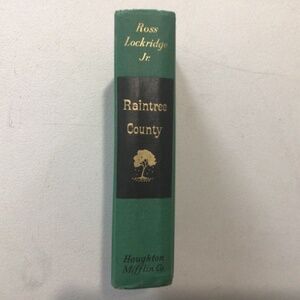 Ross
Lockridge
Jr.
Raintree
County
Houghton
Mifflin Co.